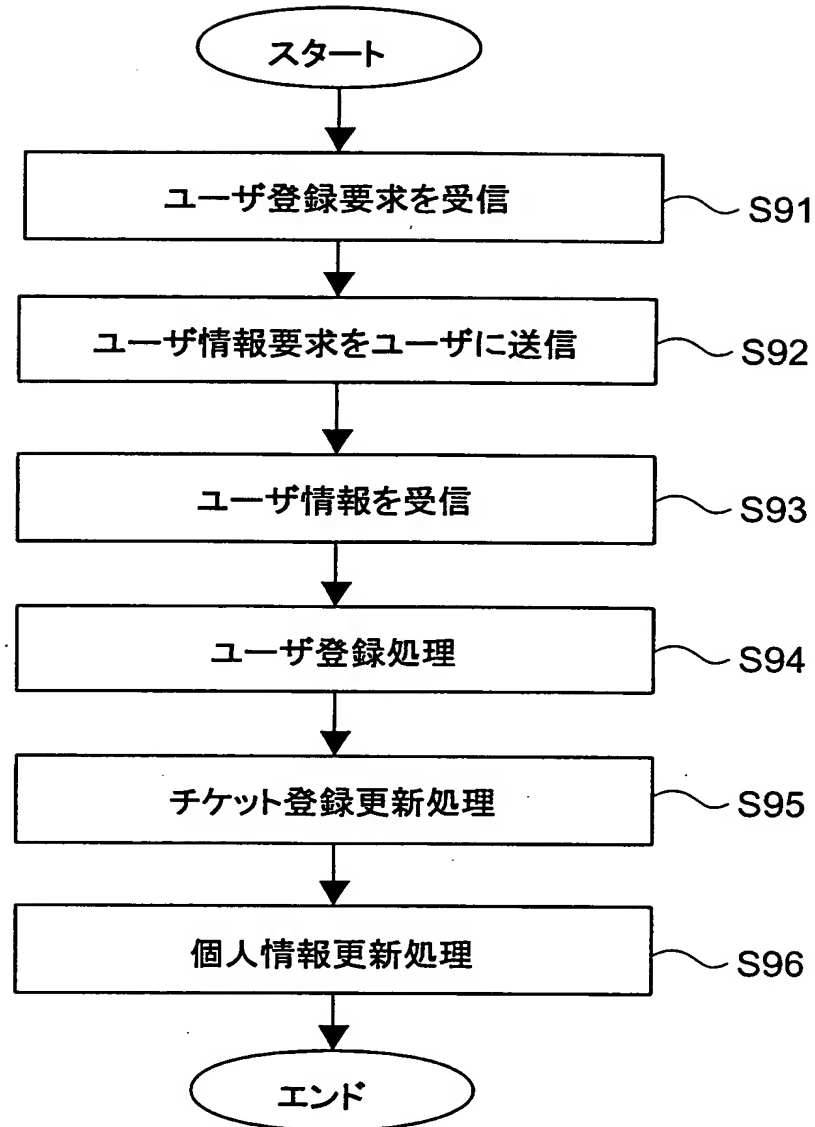 スタート
ユーザ登録要求を受信
S91
ユーザ情報要求をユーザに送信
S92
ユーザ情報を受信
S93
ユーザ登録処理
S94
チケット登録更新処理
S95
個人情報更新処理
S96
エンド